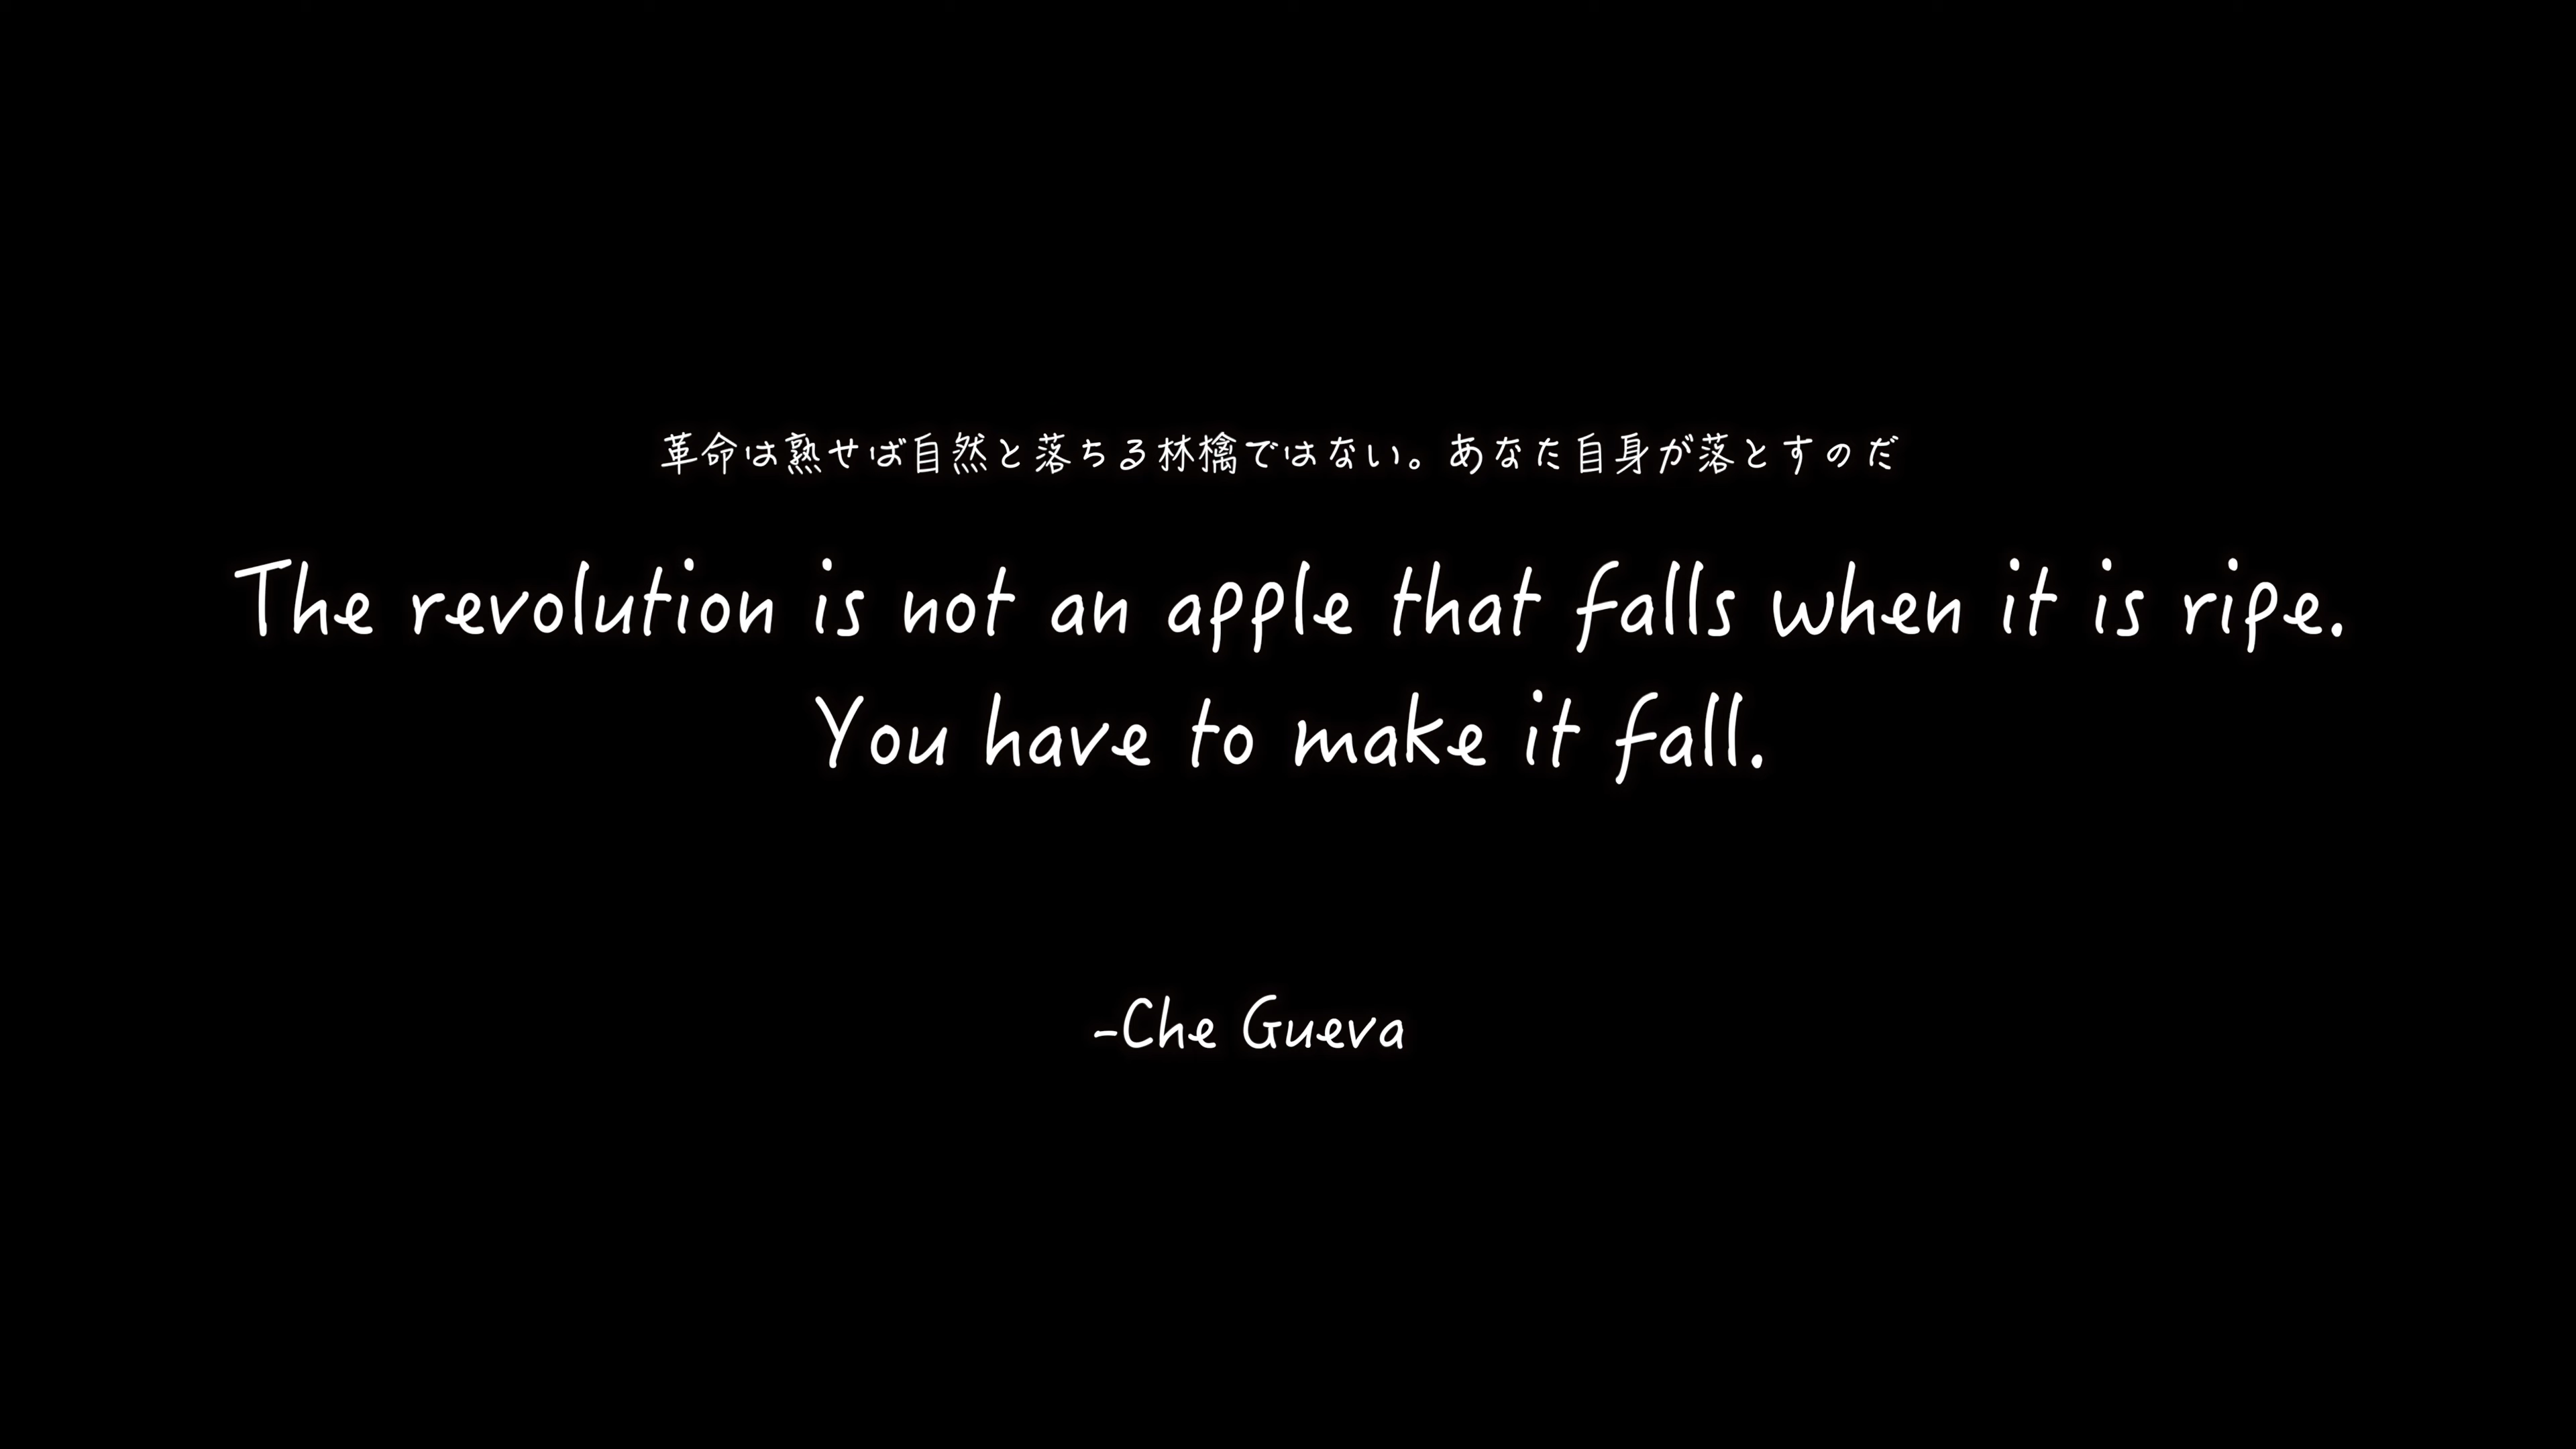 革命は熟せば自然と落ちる林檎ではない。あなた自身が落とすのだ
The revolution is not an apple that falls when it is ripe.
You have to make it fall.
-Che Gueva